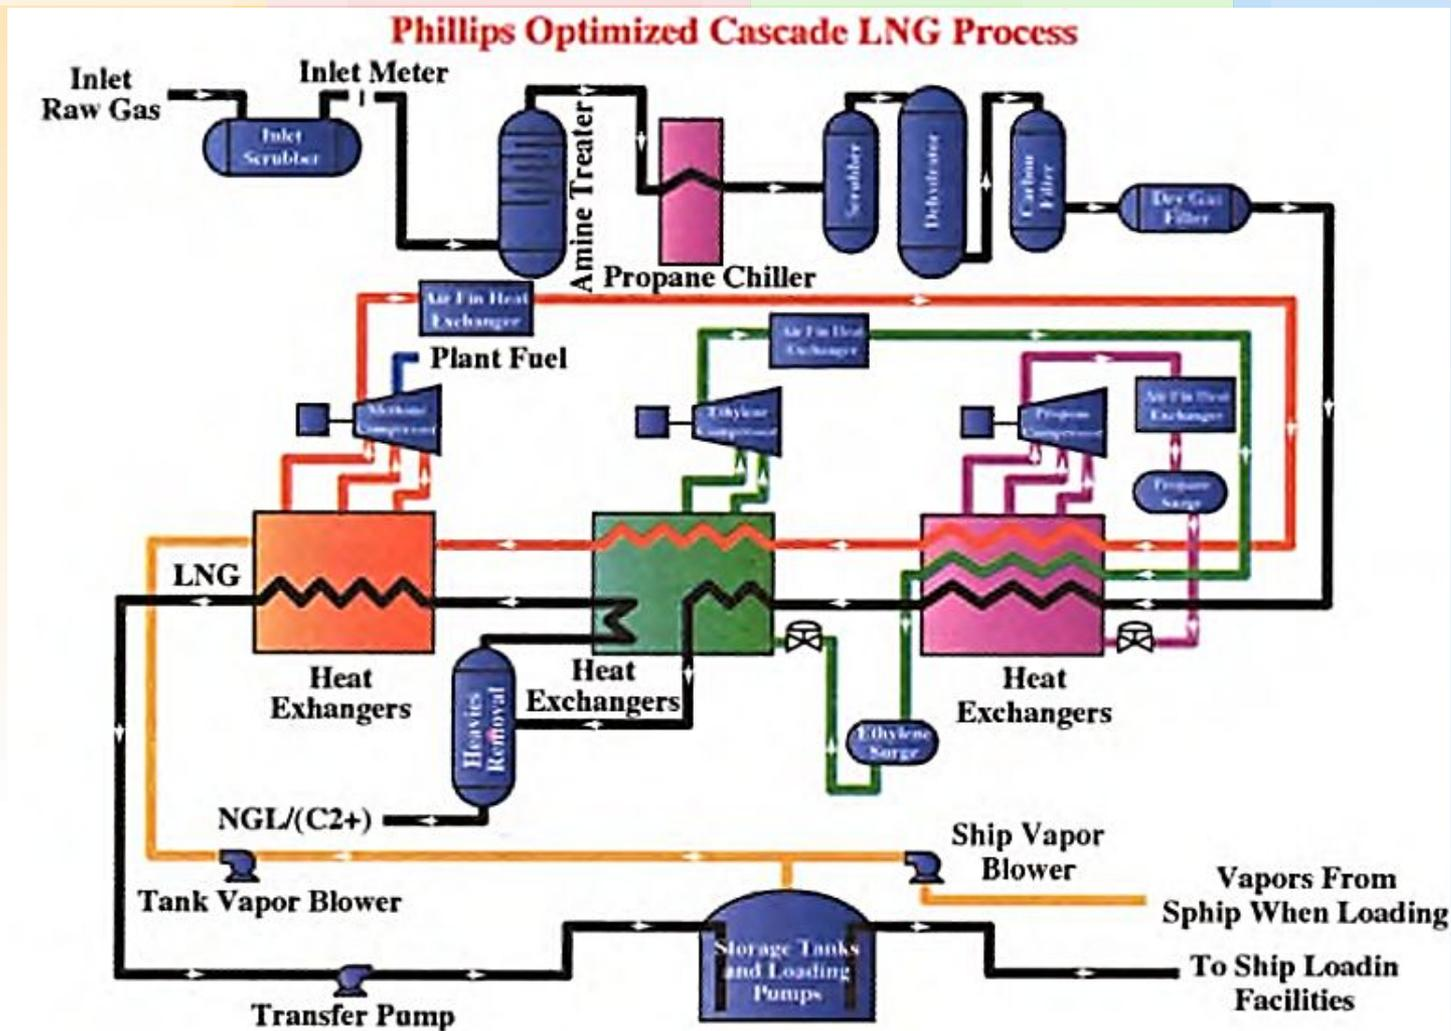 Phillips Optimized Cascade LNG Process
Inlet
Raw Gas
Inlet Meter
Inlet
Scrubber
Amine Treater
Propane Chiller
Scrubber
Dehydrater
Carbon
Filter
Dry Gas
Filter
Air Fin Heat
Exchanger
Plant Fuel
Methane
Compressor
Air Fin Heat
Exchanger
Ethylene
Compressor
Propane
Compressor
Air Fin Heat
Exchanger
Propane
Surge
LNG
Heat
Exhangers
Heavies
Removal
Heat
Exchangers
Heat
Exchangers
Ethylene
Surge
NGL/(C2+)
Tank Vapor Blower
Ship Vapor
Blower
Vapors From
Sphip When Loading
Storage Tanks
and Loading
Pumps
To Ship Loadin
Facilities
Transfer Pump